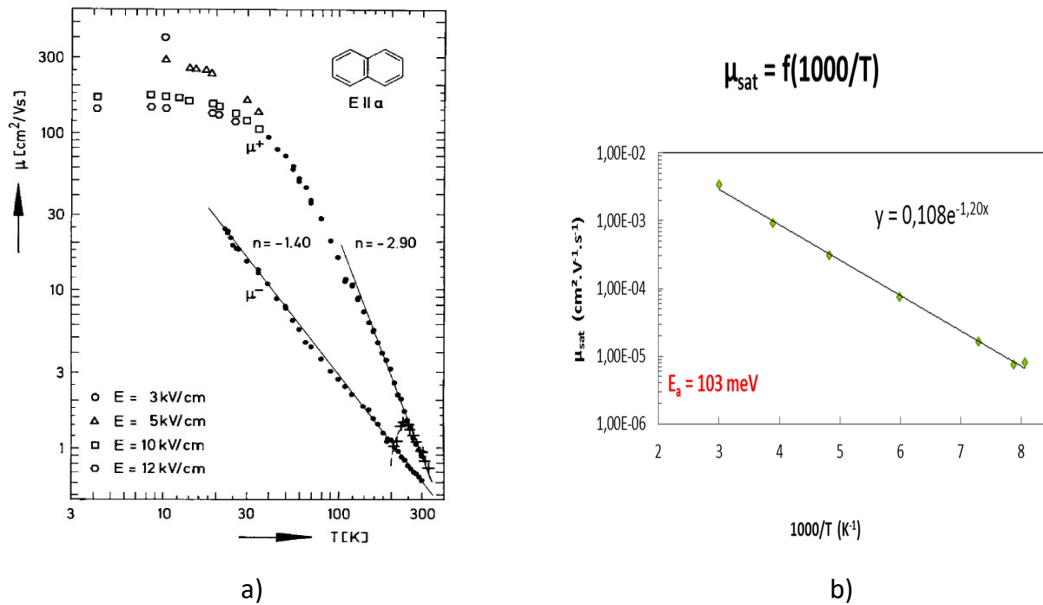 μ [cm²/Vs]
300
100
30
10
3
1
E II a
μ⁺
n = −1.40
n = −2.90
μ⁻
E = 3 kV/cm
E = 5 kV/cm
E = 10 kV/cm
E = 12 kV/cm
3
10
30
100
300
T [K]
a)
μsat = f(1000/T)
μsat (cm².V⁻¹.s⁻¹)
1,00E-02
1,00E-03
1,00E-04
1,00E-05
1,00E-06
y = 0,108e⁻¹,²⁰ˣ
Eₐ = 103 meV
2
3
4
5
6
7
8
1000/T (K⁻¹)
b)